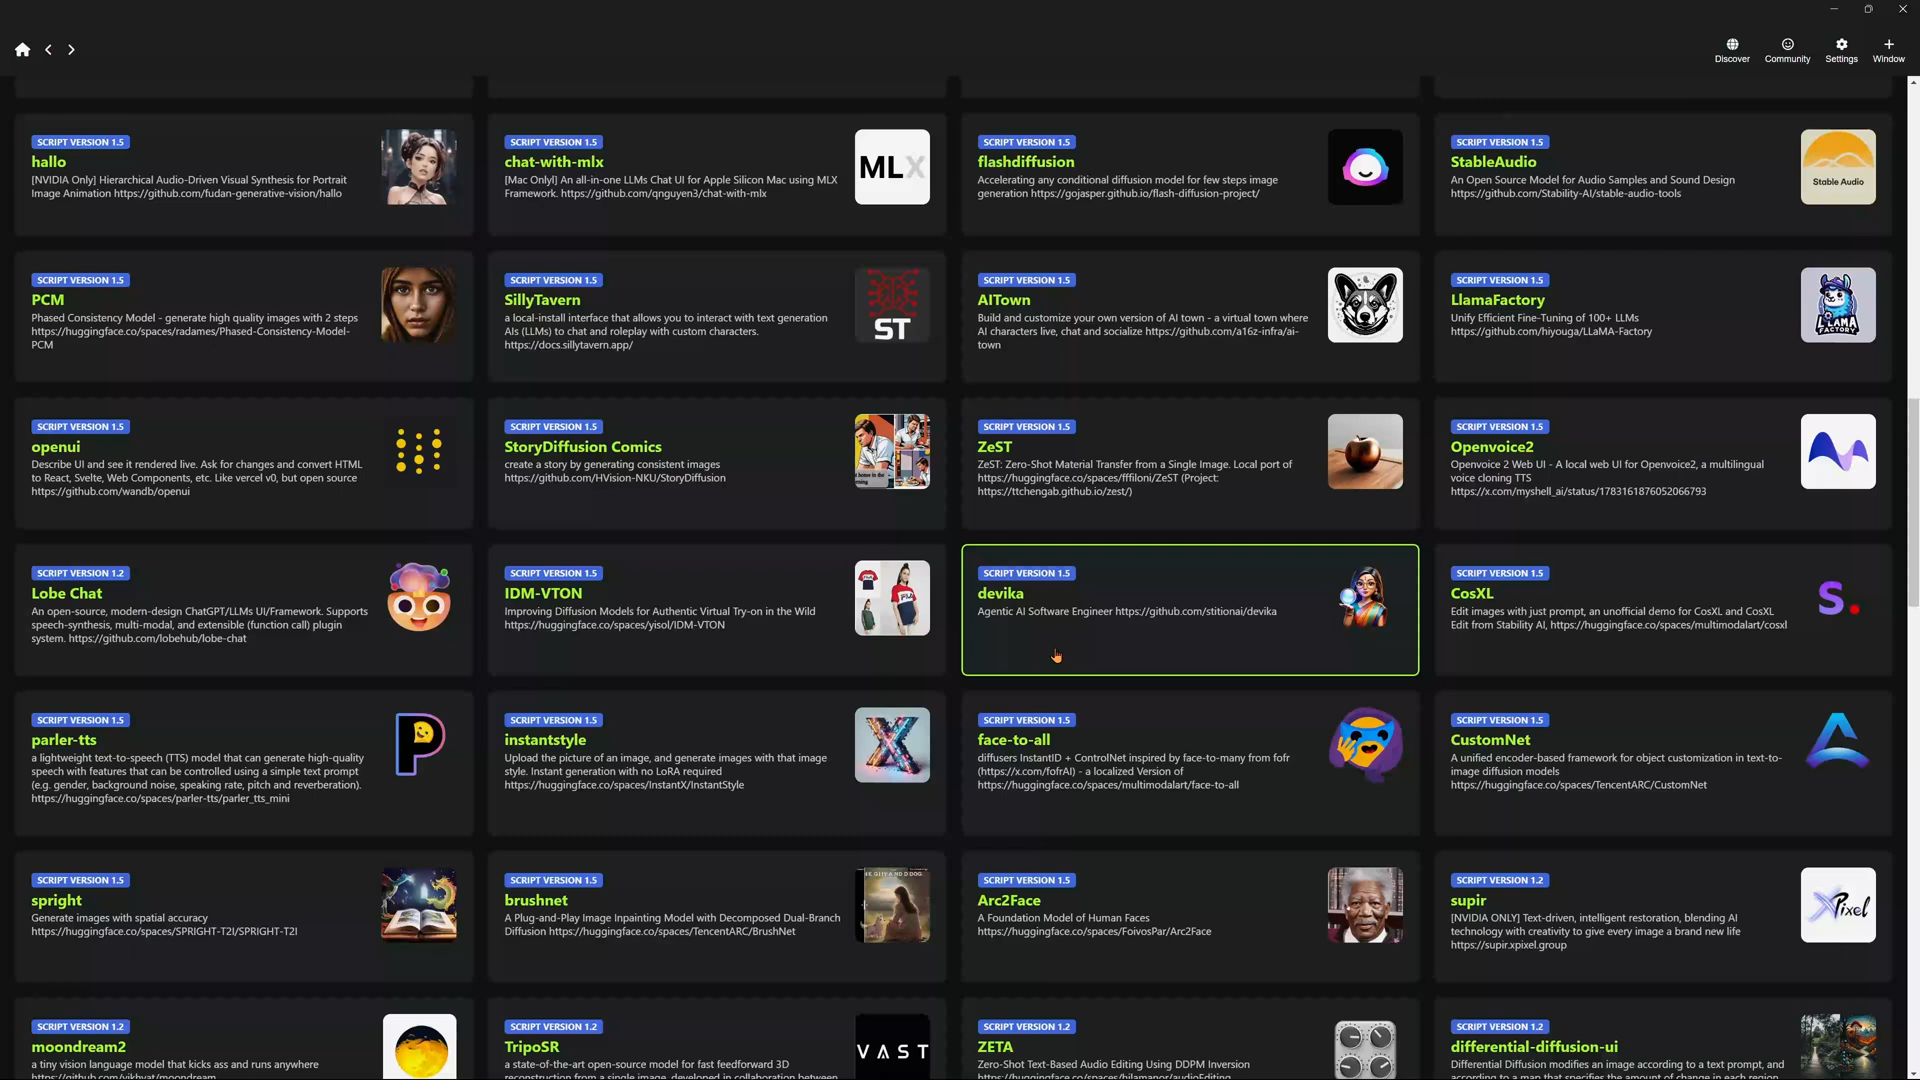 Discover
Community
Settings
Window
SCRIPT VERSION 1.5
hallo
[NVIDIA Only] Hierarchical Audio-Driven Visual Synthesis for Portrait
Image Animation https://github.com/fudan-generative-vision/hallo
SCRIPT VERSION 1.5
chat-with-mlx
[Mac Onlyl] An all-in-one LLMs Chat UI for Apple Silicon Mac using MLX
Framework. https://github.com/qnguyen3/chat-with-mlx
MLX
SCRIPT VERSION 1.5
flashdiffusion
Accelerating any conditional diffusion model for few steps image
generation https://gojasper.github.io/flash-diffusion-project/
SCRIPT VERSION 1.5
StableAudio
An Open Source Model for Audio Samples and Sound Design
https://github.com/Stability-AI/stable-audio-tools
Stable Audio
SCRIPT VERSION 1.5
PCM
Phased Consistency Model - generate high quality images with 2 steps
https://huggingface.co/spaces/radames/Phased-Consistency-Model-
PCM
SCRIPT VERSION 1.5
SillyTavern
a local-install interface that allows you to interact with text generation
AIs (LLMs) to chat and roleplay with custom characters.
https://docs.sillytavern.app/
ST
SCRIPT VERSION 1.5
AITown
Build and customize your own version of AI town - a virtual town where
AI characters live, chat and socialize https://github.com/a16z-infra/ai-
town
SCRIPT VERSION 1.5
LlamaFactory
Unify Efficient Fine-Tuning of 100+ LLMs
https://github.com/hiyouga/LLaMA-Factory
LLAMA
FACTORY
SCRIPT VERSION 1.5
openui
Describe UI and see it rendered live. Ask for changes and convert HTML
to React, Svelte, Web Components, etc. Like vercel v0, but open source
https://github.com/wandb/openui
SCRIPT VERSION 1.5
StoryDiffusion Comics
create a story by generating consistent images
https://github.com/HVision-NKU/StoryDiffusion
SCRIPT VERSION 1.5
ZeST
ZeST: Zero-Shot Material Transfer from a Single Image. Local port of
https://huggingface.co/spaces/fffiloni/ZeST (Project:
https://ttchengab.github.io/zest/)
SCRIPT VERSION 1.5
Openvoice2
Openvoice 2 Web UI - A local web UI for Openvoice2, a multilingual
voice cloning TTS
https://x.com/myshell_ai/status/1783161876052066793
SCRIPT VERSION 1.2
Lobe Chat
An open-source, modern-design ChatGPT/LLMs UI/Framework. Supports
speech-synthesis, multi-modal, and extensible (function call) plugin
system. https://github.com/lobehub/lobe-chat
SCRIPT VERSION 1.5
IDM-VTON
Improving Diffusion Models for Authentic Virtual Try-on in the Wild
https://huggingface.co/spaces/yisol/IDM-VTON
FILA
SCRIPT VERSION 1.5
devika
Agentic AI Software Engineer https://github.com/stitionai/devika
SCRIPT VERSION 1.5
CosXL
Edit images with just prompt, an unofficial demo for CosXL and CosXL
Edit from Stability AI, https://huggingface.co/spaces/multimodalart/cosxl
S.
SCRIPT VERSION 1.5
parler-tts
a lightweight text-to-speech (TTS) model that can generate high-quality
speech with features that can be controlled using a simple text prompt
(e.g. gender, background noise, speaking rate, pitch and reverberation).
https://huggingface.co/spaces/parler-tts/parler_tts_mini
SCRIPT VERSION 1.5
instantstyle
Upload the picture of an image, and generate images with that image
style. Instant generation with no LoRA required
https://huggingface.co/spaces/InstantX/InstantStyle
X
SCRIPT VERSION 1.5
face-to-all
diffusers InstantID + ControlNet inspired by face-to-many from fofr
(https://x.com/fofrAI) - a localized Version of
https://huggingface.co/spaces/multimodalart/face-to-all
SCRIPT VERSION 1.5
CustomNet
A unified encoder-based framework for object customization in text-to-
image diffusion models
https://huggingface.co/spaces/TencentARC/CustomNet
SCRIPT VERSION 1.5
spright
Generate images with spatial accuracy
https://huggingface.co/spaces/SPRIGHT-T2I/SPRIGHT-T2I
SCRIPT VERSION 1.5
brushnet
A Plug-and-Play Image Inpainting Model with Decomposed Dual-Branch
Diffusion https://huggingface.co/spaces/TencentARC/BrushNet
SCRIPT VERSION 1.5
Arc2Face
A Foundation Model of Human Faces
https://huggingface.co/spaces/FoivosPar/Arc2Face
SCRIPT VERSION 1.2
supir
[NVIDIA ONLY] Text-driven, intelligent restoration, blending AI
technology with creativity to give every image a brand new life
https://supir.xpixel.group
XPixel
SCRIPT VERSION 1.2
moondream2
a tiny vision language model that kicks ass and runs anywhere
https://github.com/vikhyat/moondream
SCRIPT VERSION 1.2
TripoSR
a state-of-the-art open-source model for fast feedforward 3D
reconstruction from a single image, developed in collaboration between
VAST
SCRIPT VERSION 1.2
ZETA
Zero-Shot Text-Based Audio Editing Using DDPM Inversion
https://huggingface.co/spaces/hilamanor/audioEditing
SCRIPT VERSION 1.2
differential-diffusion-ui
Differential Diffusion modifies an image according to a text prompt, and
according to a map that specifies the amount of change in each region